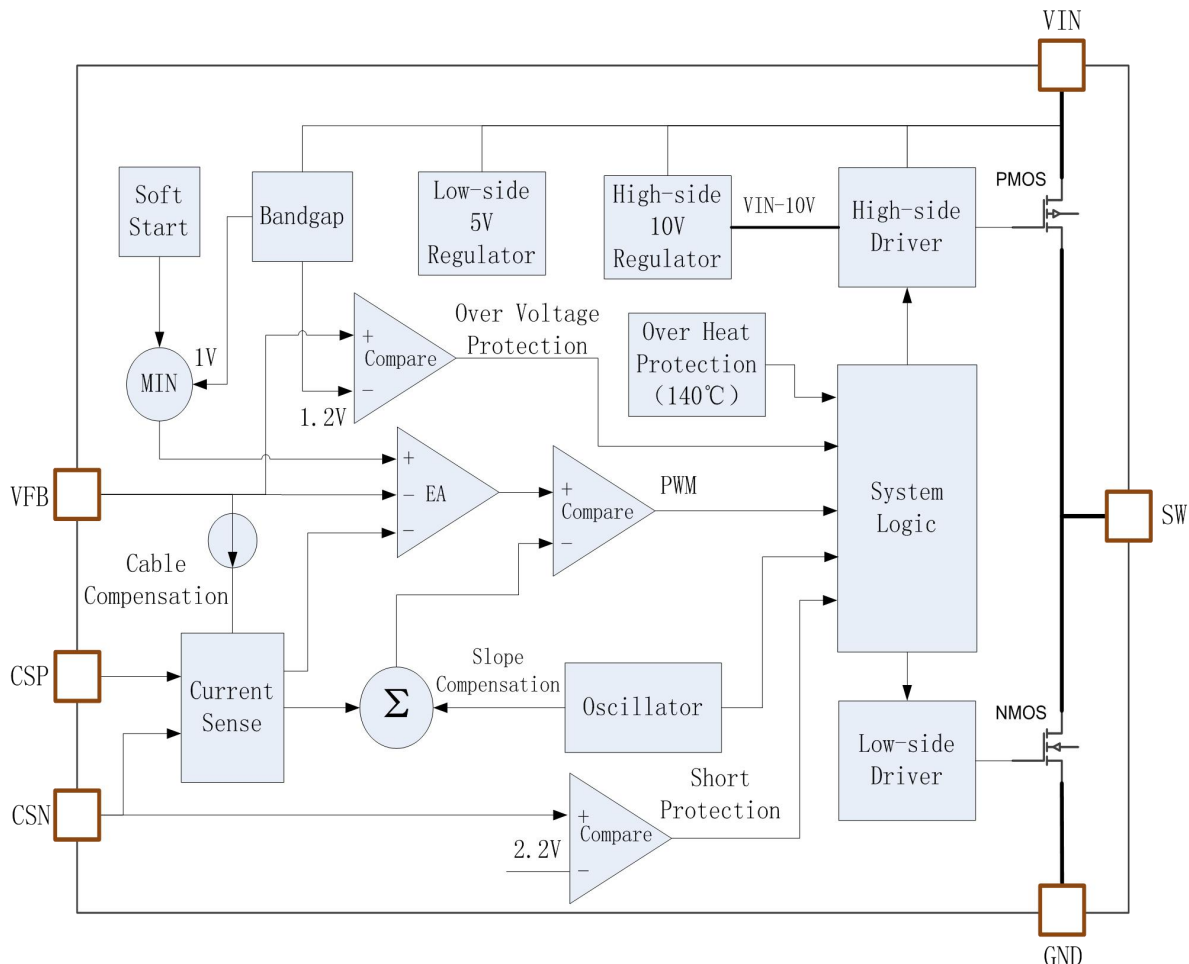 VIN
Soft
Start
Bandgap
Low-side
5V
Regulator
High-side
10V
Regulator
VIN-10V
High-side
Driver
PMOS
Over Voltage
Protection
Over Heat
Protection
(140℃)
+
Compare
−
1.2V
1V
MIN
VFB
+
−
EA
−
+
Compare
−
PWM
System
Logic
SW
Cable
Compensation
CSP
Current
Sense
Σ
Slope
Compensation
Oscillator
NMOS
Low-side
Driver
CSN
+
Compare
−
2.2V
Short
Protection
GND